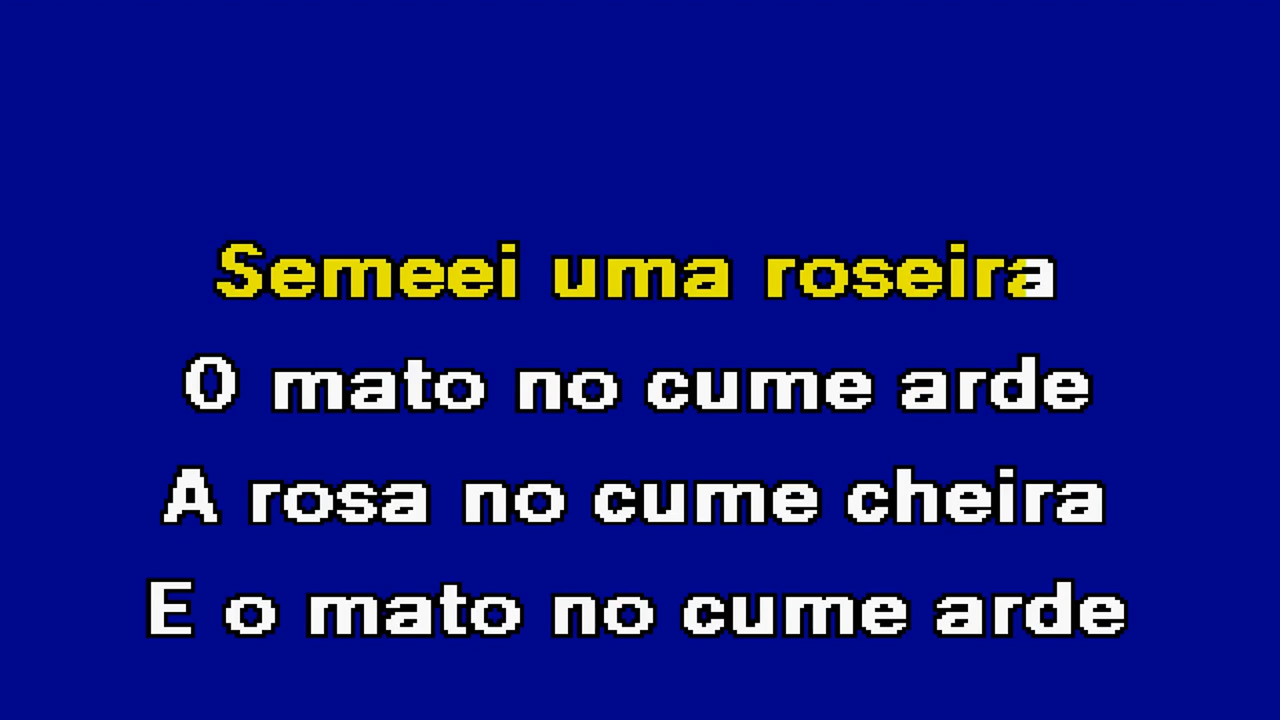 Semeei uma roseira
O mato no cume arde
A rosa no cume cheira
E o mato no cume arde